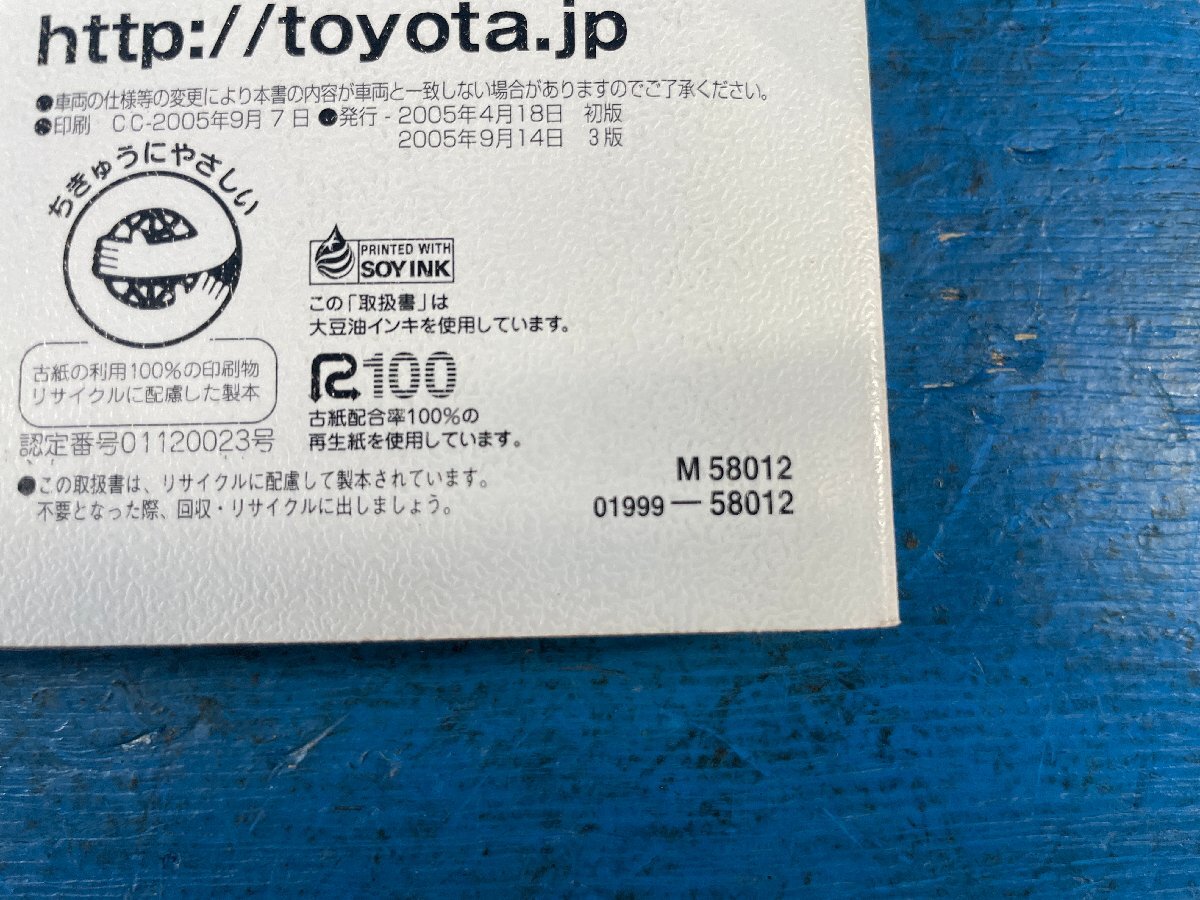 http://toyota.jp
●車両の仕様等の変更により本書の内容が車両と一致しない場合がありますのでご了承ください。
●印刷 CC-2005年9月7日 ●発行 - 2005年4月18日 初版
2005年9月14日 3版
ちきゅうにやさしい
古紙の利用100%の印刷物
リサイクルに配慮した製本
認定番号01120023号
PRINTED WITH
SOY INK
この「取扱書」は
大豆油インキを使用しています。
R100
古紙配合率100%の
再生紙を使用しています。
●この取扱書は、リサイクルに配慮して製本されています。
不要となった際、回収・リサイクルに出しましょう。
M 58012
01999－58012